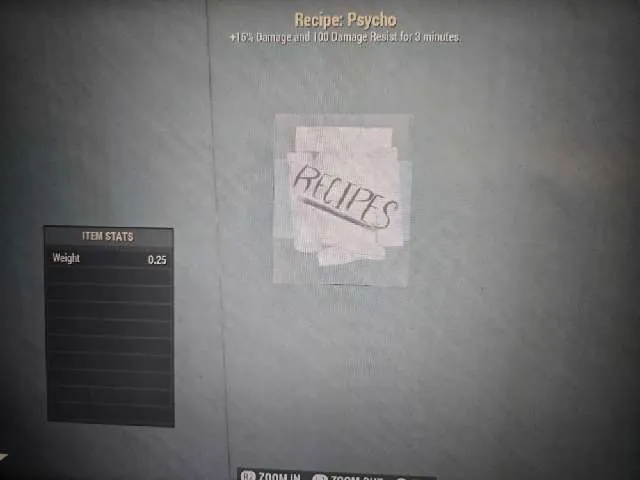 Recipe: Psycho
+15% Damage and 100 Damage Resist for 3 minutes.
RECIPES
ITEM STATS
Weight 0.25
ZOOM IN ZOOM OUT